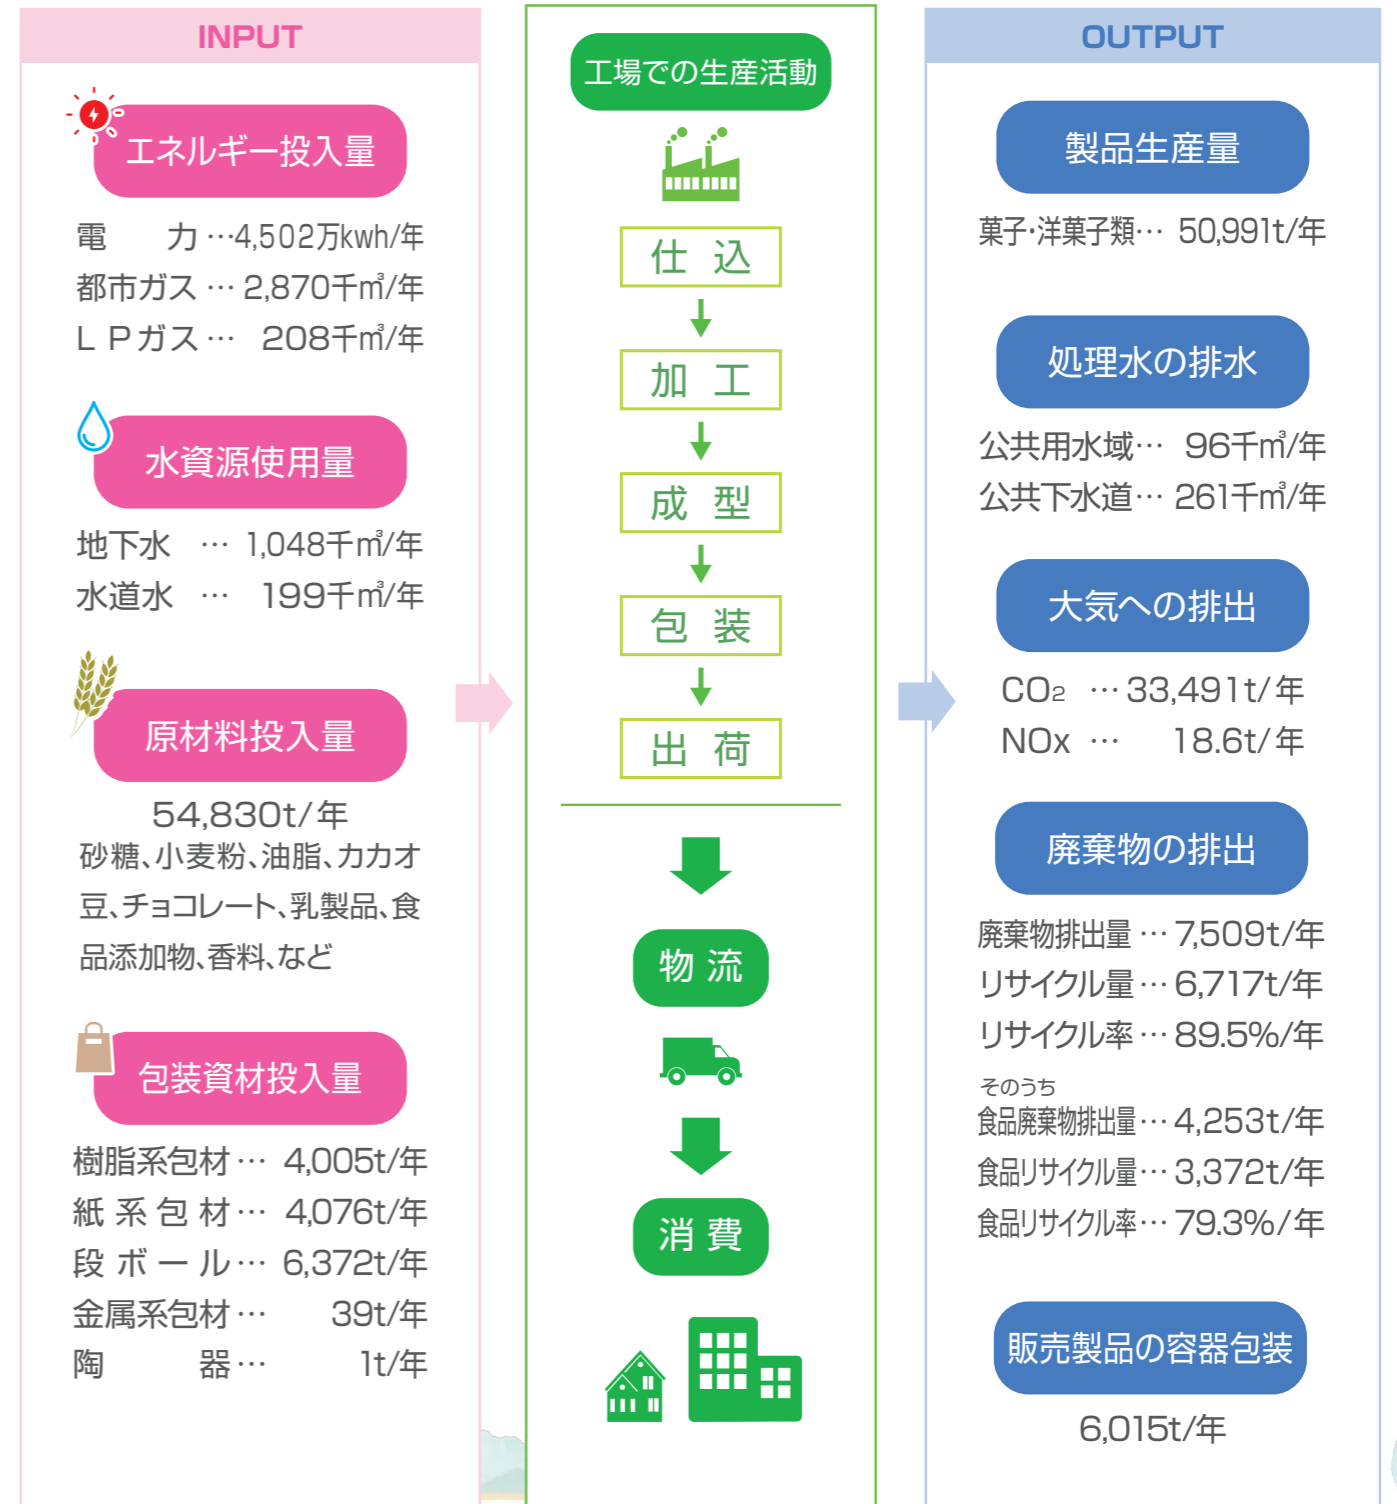 INPUT
エネルギー投入量
電 力…4,502万kwh/年
都市ガス…2,870千㎥/年
LPガス… 208千㎥/年
水資源使用量
地下水 … 1,048千㎥/年
水道水 … 199千㎥/年
原材料投入量
54,830t/年
砂糖、小麦粉、油脂、カカオ
豆、チョコレート、乳製品、食
品添加物、香料、など
包装資材投入量
樹脂系包材… 4,005t/年
紙系包材… 4,076t/年
段ボール… 6,372t/年
金属系包材… 39t/年
陶 器… 1t/年
工場での生産活動
仕込
加工
成型
包装
出荷
物流
消費
OUTPUT
製品生産量
菓子・洋菓子類… 50,991t/年
処理水の排水
公共用水域… 96千㎥/年
公共下水道… 261千㎥/年
大気への排出
CO₂ …33,491t/年
NOx … 18.6t/年
廃棄物の排出
廃棄物排出量…7,509t/年
リサイクル量…6,717t/年
リサイクル率…89.5%/年
そのうち
食品廃棄物排出量…4,253t/年
食品リサイクル量…3,372t/年
食品リサイクル率…79.3%/年
販売製品の容器包装
6,015t/年